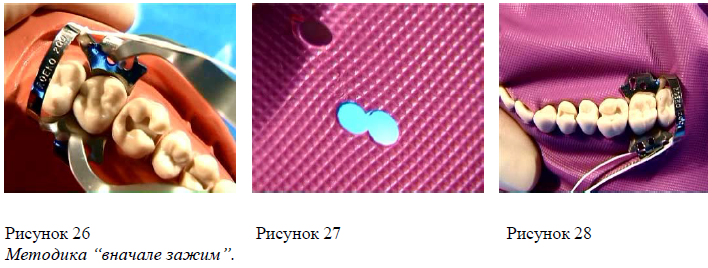 Рисунок 26
Рисунок 27
Рисунок 28
Методика “вначале зажим”.